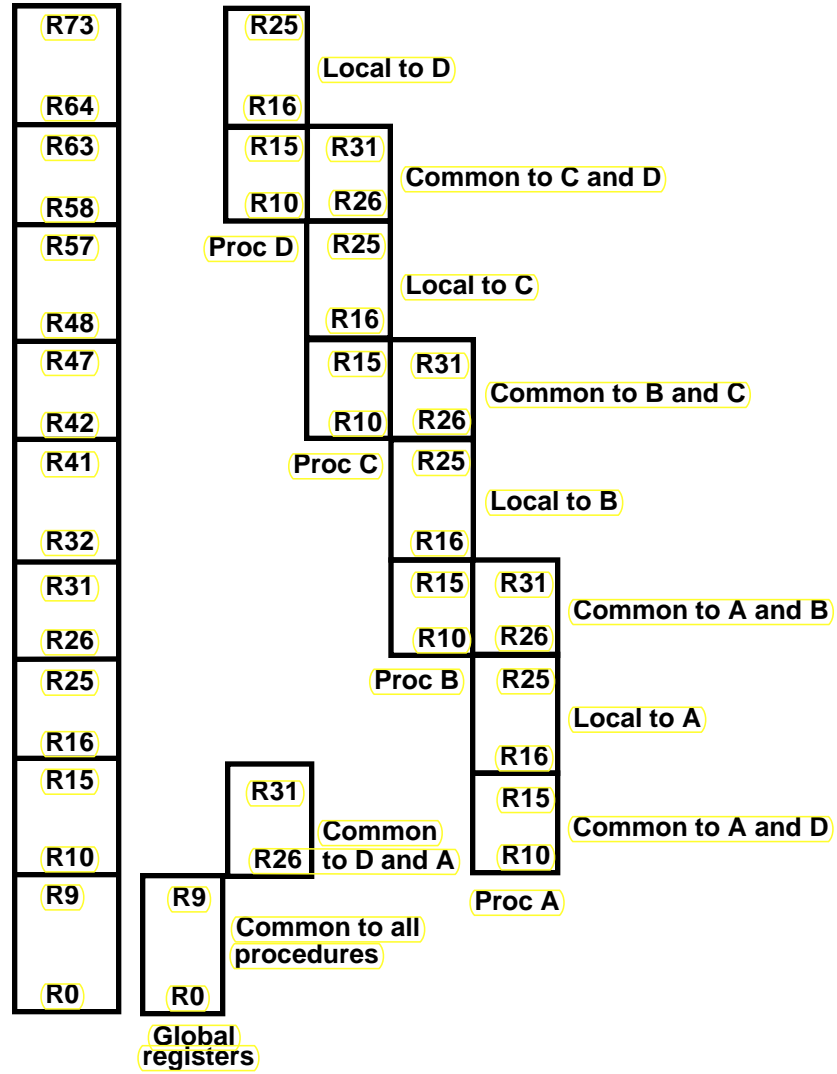 R73
R25
Local to D
R64
R16
R63
R15
R31
Common to C and D
R58
R10
R26
R57
Proc D
R25
Local to C
R48
R16
R47
R15
R31
Common to B and C
R42
R10
R26
R41
Proc C
R25
Local to B
R32
R16
R31
R15
R31
Common to A and B
R26
R10
R26
R25
Proc B
R25
Local to A
R16
R16
R15
R31
R15
Common
to D and A
Common to A and D
R10
R26
R10
R9
R9
Proc A
Common to all
procedures
R0
R0
Global
registers